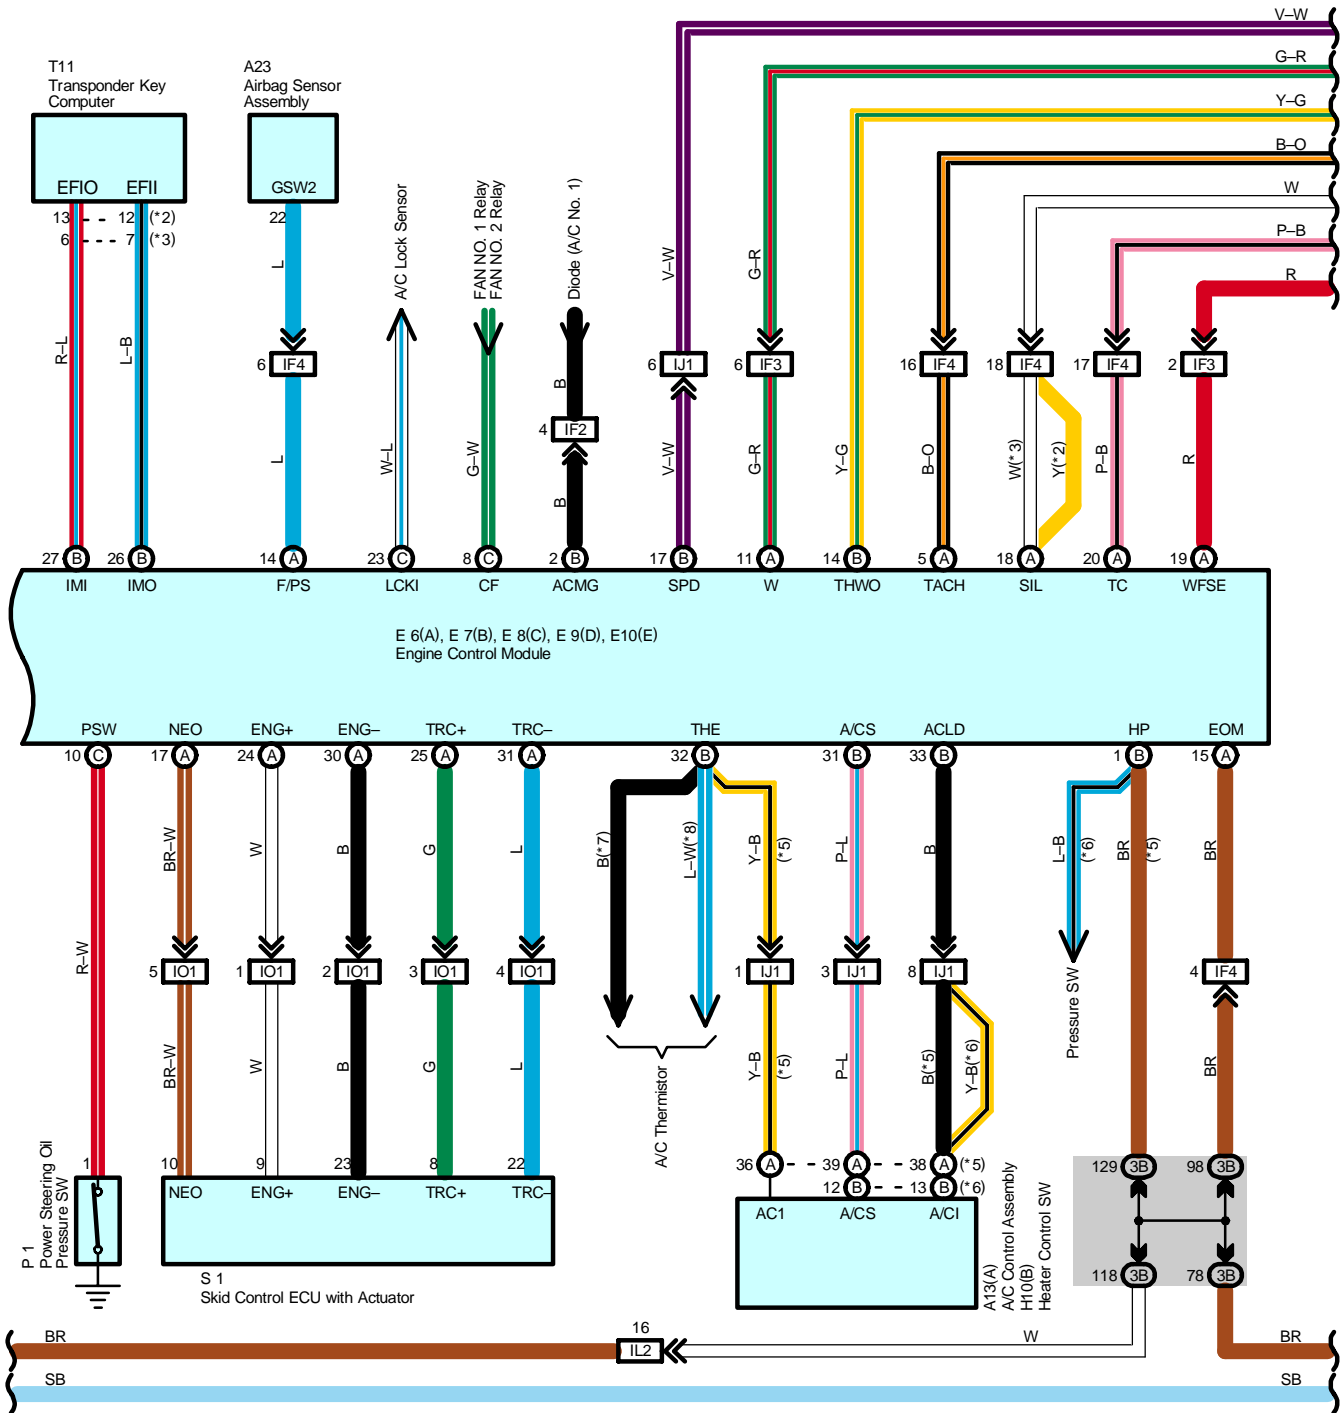 V–W
G–R
Y–G
B–O
W
P–B
R
T11
Transponder Key
Computer
A23
Airbag Sensor
Assembly
EFIO
EFII
GSW2
13
12
(*2)
6
7
(*3)
22
R–L
L–B
L
A/C Lock Sensor
FAN NO. 1 Relay
FAN NO. 2 Relay
Diode (A/C No. 1)
V–W
G–R
6 IF4
6 IJ1
6 IF3
16 IF4
18 IF4
17 IF4
2 IF3
B
4 IF2
L
W–L
G–W
B
V–W
G–R
Y–G
B–O
W(*3)
Y(*2)
P–B
R
27 B
26 B
14 A
23 C
8 C
2 B
17 B
11 A
14 B
5 A
18 A
20 A
19 A
IMI
IMO
F/PS
LCKI
CF
ACMG
SPD
W
THWO
TACH
SIL
TC
WFSE
E 6(A), E 7(B), E 8(C), E 9(D), E10(E)
Engine Control Module
PSW
NEO
ENG+
ENG–
TRC+
TRC–
THE
A/CS
ACLD
HP
EOM
10 C
17 A
24 A
30 A
25 A
31 A
32 B
31 B
33 B
1 B
15 A
R–W
BR–W
W
B
G
L
B(*7)
L–W(*8)
Y–B
(*5)
P–L
B
L–B
(*6)
BR
(*5)
BR
5 IO1
1 IO1
2 IO1
3 IO1
4 IO1
1 IJ1
3 IJ1
8 IJ1
4 IF4
BR–W
W
B
G
L
A/C Thermistor
Y–B
(*5)
P–L
B(*5)
Y–B(*6)
Pressure SW
BR
1
10
9
23
8
22
36 A
39 A
38 A
(*5)
12 B
13 B
(*6)
129 3B
98 3B
NEO
ENG+
ENG–
TRC+
TRC–
AC1
A/CS
A/CI
P 1
Power Steering Oil
Pressure SW
S 1
Skid Control ECU with Actuator
A13(A)
A/C Control Assembly
H10(B)
Heater Control SW
118 3B
78 3B
BR
16
IL2
W
BR
SB
SB